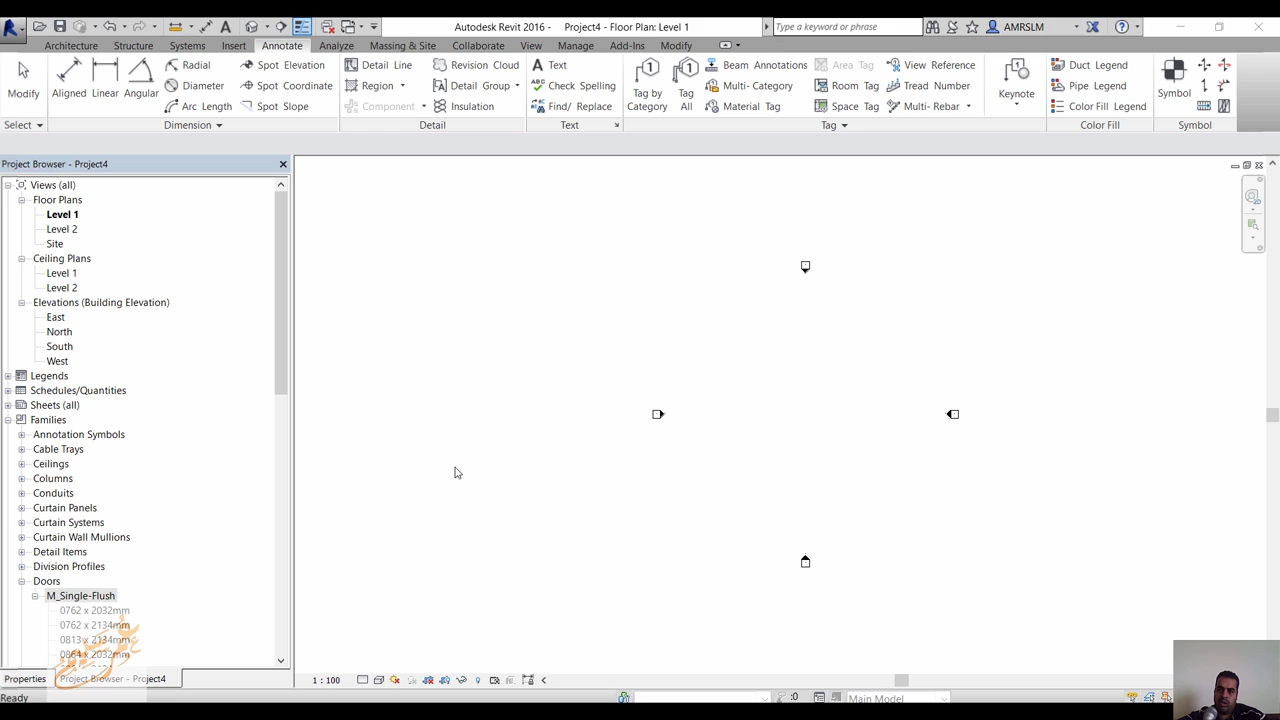 Autodesk Revit 2016 - Project4 - Floor Plan: Level 1
Type a keyword or phrase
AMRSLM
Architecture Structure Systems Insert Annotate Analyze Massing & Site Collaborate View Manage Add-Ins Modify
Modify
Select
Aligned Linear Angular
Radial
Diameter
Arc Length
Spot Elevation
Spot Coordinate
Spot Slope
Dimension
Detail Line
Region
Component
Revision Cloud
Detail Group
Insulation
Detail
Text
Check Spelling
Find/ Replace
Text
Tag by Category
Tag All
Beam Annotations
Multi- Category
Material Tag
Area Tag
Room Tag
Space Tag
View Reference
Tread Number
Multi- Rebar
Tag
Keynote
Duct Legend
Pipe Legend
Color Fill Legend
Color Fill
Symbol
Symbol
Project Browser - Project4
Views (all)
Floor Plans
Level 1
Level 2
Site
Ceiling Plans
Level 1
Level 2
Elevations (Building Elevation)
East
North
South
West
Legends
Schedules/Quantities
Sheets (all)
Families
Annotation Symbols
Cable Trays
Ceilings
Columns
Conduits
Curtain Panels
Curtain Systems
Curtain Wall Mullions
Detail Items
Division Profiles
Doors
M_Single-Flush
0762 x 2032mm
0762 x 2134mm
0813 x 2134mm
0864 x 2032mm
Properties Project Browser - Project4
1 : 100
Ready
:0
Main Model